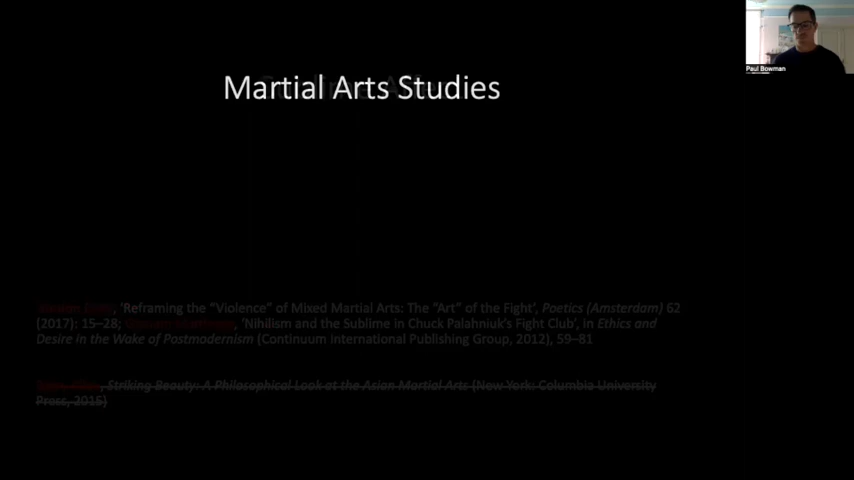 Paul Bowman
Martial Arts Studies
, ‘Reframing the “Violence” of Mixed Martial Arts: The “Art” of the Fight’, Poetics (Amsterdam) 62
(2017): 15–28; , ‘Nihilism and the Sublime in Chuck Palahniuk’s Fight Club’, in Ethics and
Desire in the Wake of Postmodernism (Continuum International Publishing Group, 2012), 59–81
, Striking Beauty: A Philosophical Look at the Asian Martial Arts (New York: Columbia University
Press, 2015)